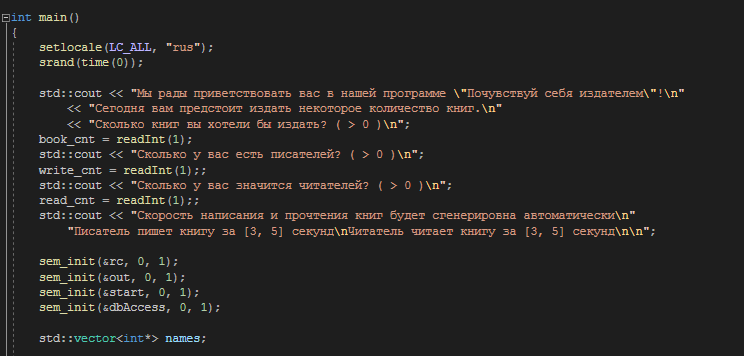 int main()
{
setlocale(LC_ALL, "rus");
srand(time(0));
std::cout << "Мы рады приветствовать вас в нашей программе \"Почувствуй себя издателем\"!\n"
<< "Сегодня вам предстоит издать некоторое количество книг.\n"
<< "Сколько книг вы хотели бы издать? ( > 0 )\n";
book_cnt = readInt(1);
std::cout << "Сколько у вас есть писателей? ( > 0 )\n";
write_cnt = readInt(1);;
std::cout << "Сколько у вас значится читателей? ( > 0 )\n";
read_cnt = readInt(1);;
std::cout << "Скорость написания и прочтения книг будет сгенерировна автоматически\n"
"Писатель пишет книгу за [3, 5] секунд\nЧитатель читает книгу за [3, 5] секунд\n\n";
sem_init(&rc, 0, 1);
sem_init(&out, 0, 1);
sem_init(&start, 0, 1);
sem_init(&dbAccess, 0, 1);
std::vector<int*> names;